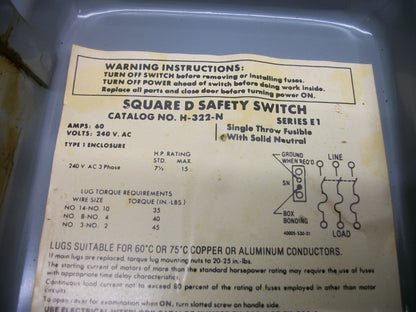 WARNING INSTRUCTIONS:
TURN OFF SWITCH before removing or installing fuses.
TURN OFF POWER ahead of switch before doing work inside.
Replace all parts and close door before turning power ON.
SQUARE D SAFETY SWITCH
CATALOG NO. H-322-N SERIES E1
AMPS: 60
VOLTS: 240 V. AC
Single Throw Fusible
With Solid Neutral
TYPE 1 ENCLOSURE
H.P. RATING
STD. MAX.
240 V. AC 3 Phase 7½ 15
GROUND
WHEN REQ'D
LINE
SN
BOX
BONDING
LOAD
40005-530-01
LUG TORQUE REQUIREMENTS
WIRE SIZE TORQUE (IN.-LBS.)
NO. 14-NO. 10 35
NO. 8-NO. 4 40
NO. 3-NO. 2 45
LUGS SUITABLE FOR 60°C OR 75°C COPPER OR ALUMINUM CONDUCTORS.
If main lugs are replaced, torque lug mounting nuts to 20-25 in.-lbs.
The starting current of motors of more than the standard horsepower rating may require the use of fuses
with appropriate time delay characteristics.
Continuous load current not to exceed 80 percent of the rating of fuses employed in other than motor
circuits.
To open cover for examination when ON, turn slotted screw on handle side.